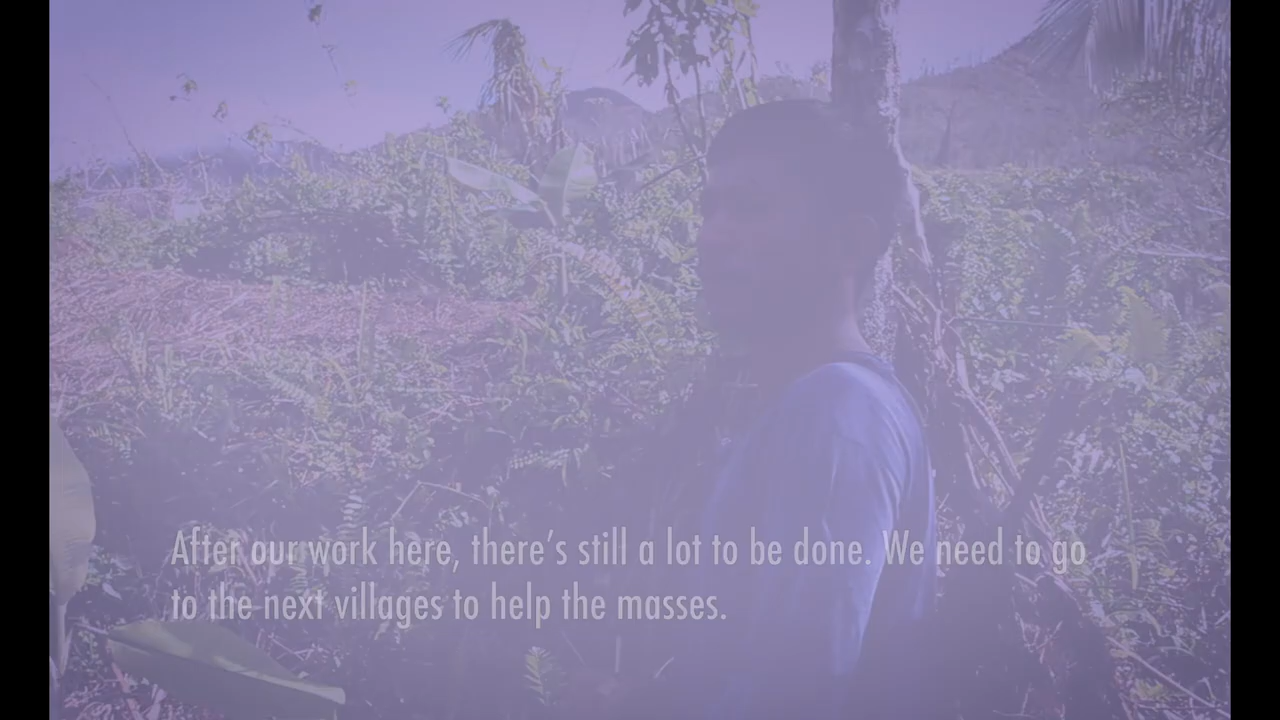 After our work here, there’s still a lot to be done. We need to go
to the next villages to help the masses.